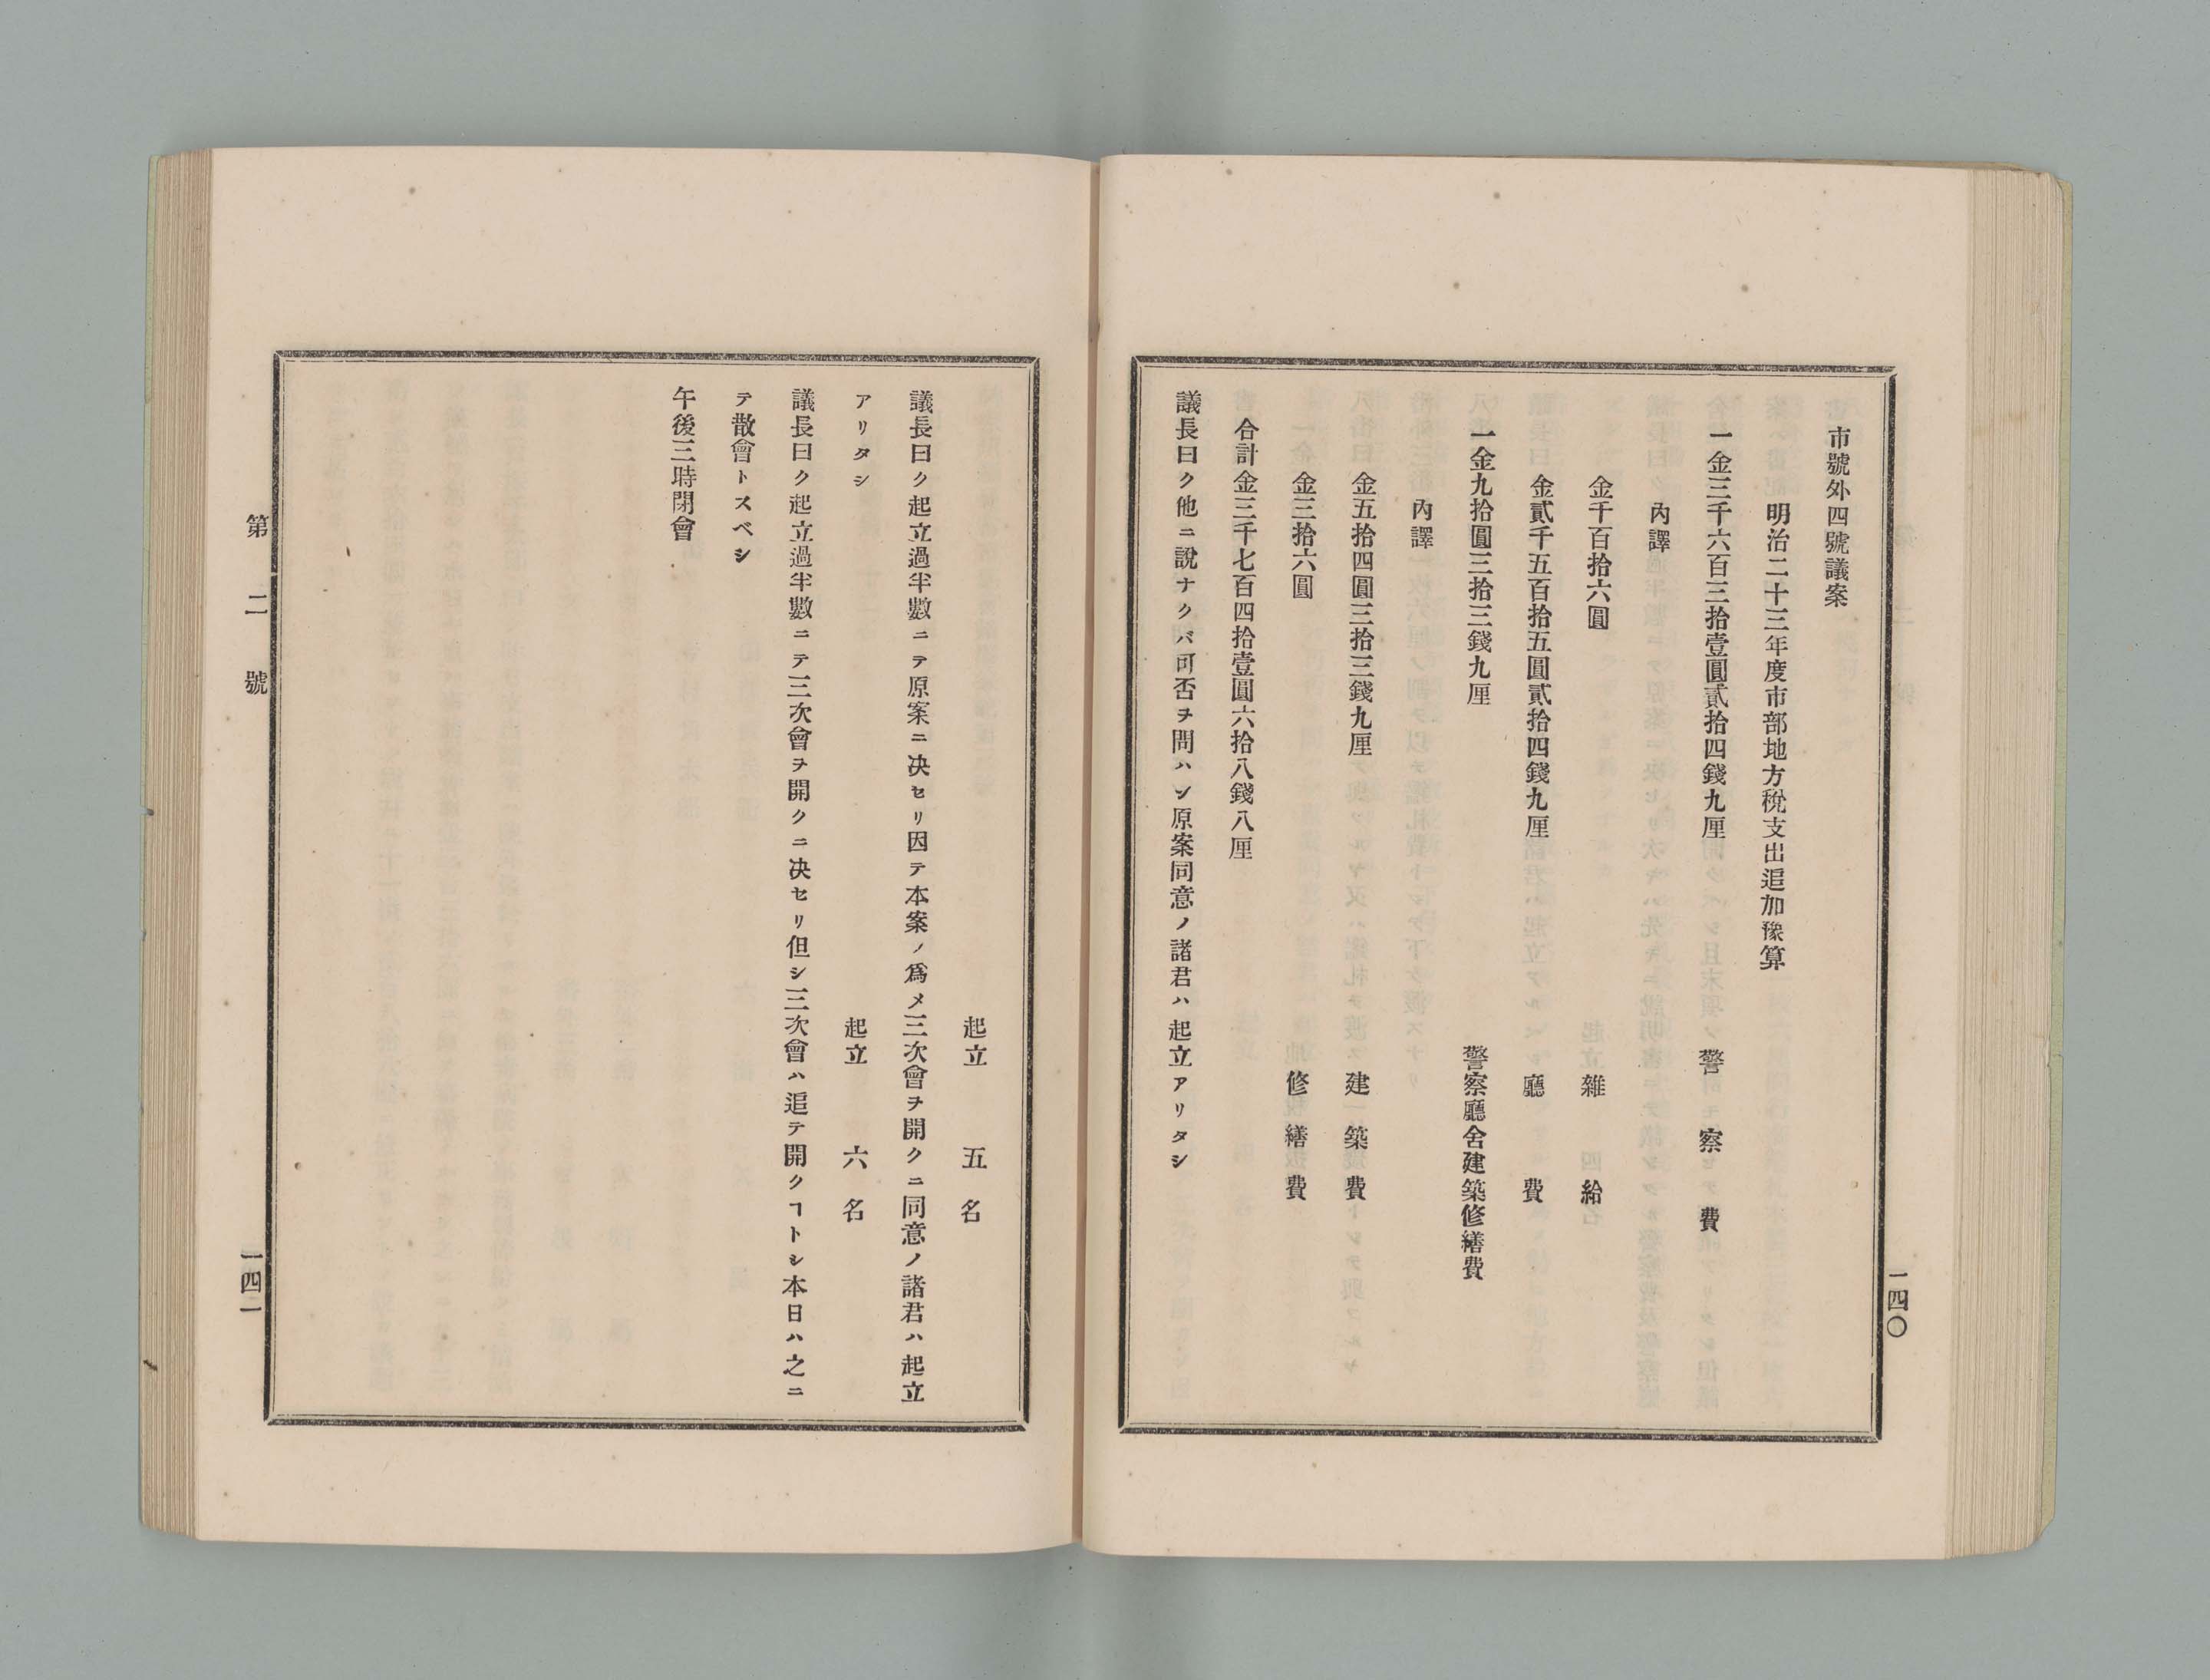 市號外四號議案
明治二十三年度市部地方稅支出追加豫算
一金三千六百三拾壹圓貳拾四錢九厘 警察費
內譯
金千百拾六圓 雜給
金貳千五百拾五圓貳拾四錢九厘 廳費
一金九拾圓三拾三錢九厘 警察廳舍建築修繕費
內譯
金五拾四圓三拾三錢九厘 建築費
金三拾六圓 修繕費
合計金三千七百四拾壹圓六拾八錢八厘
議長曰ク他ニ說ナクバ可否ヲ問ハン原案同意ノ諸君ハ起立アリタシ
一四〇
起立 五名
議長曰ク起立過半數ニテ原案ニ决セリ因テ本案ノ爲メ三次會ヲ開クニ同意ノ諸君ハ起立
アリタシ
起立 六名
議長曰ク起立過半數ニテ三次會ヲ開クニ决セリ但シ三次會ハ追テ開クヿトシ本日ハ之ニ
テ散會トスベシ
午後三時閉會
第二號
一四一